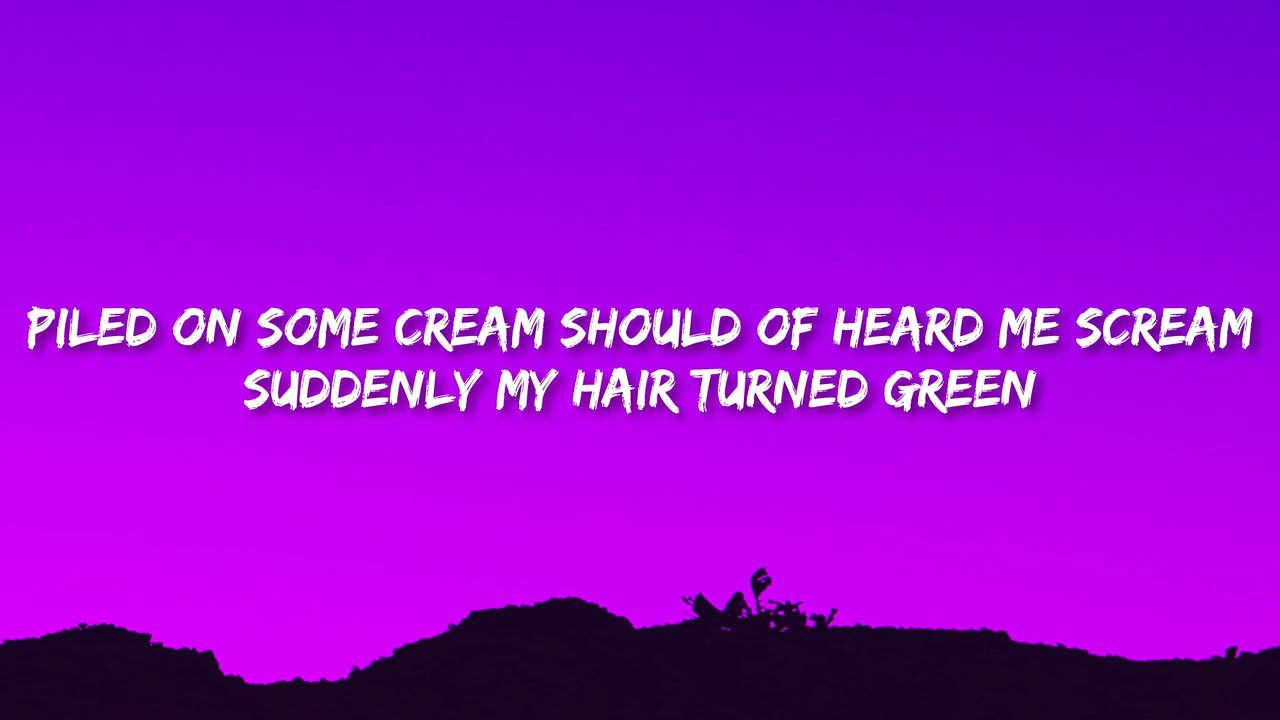 PILED ON SOME CREAM SHOULD OF HEARD ME SCREAM
SUDDENLY MY HAIR TURNED GREEN